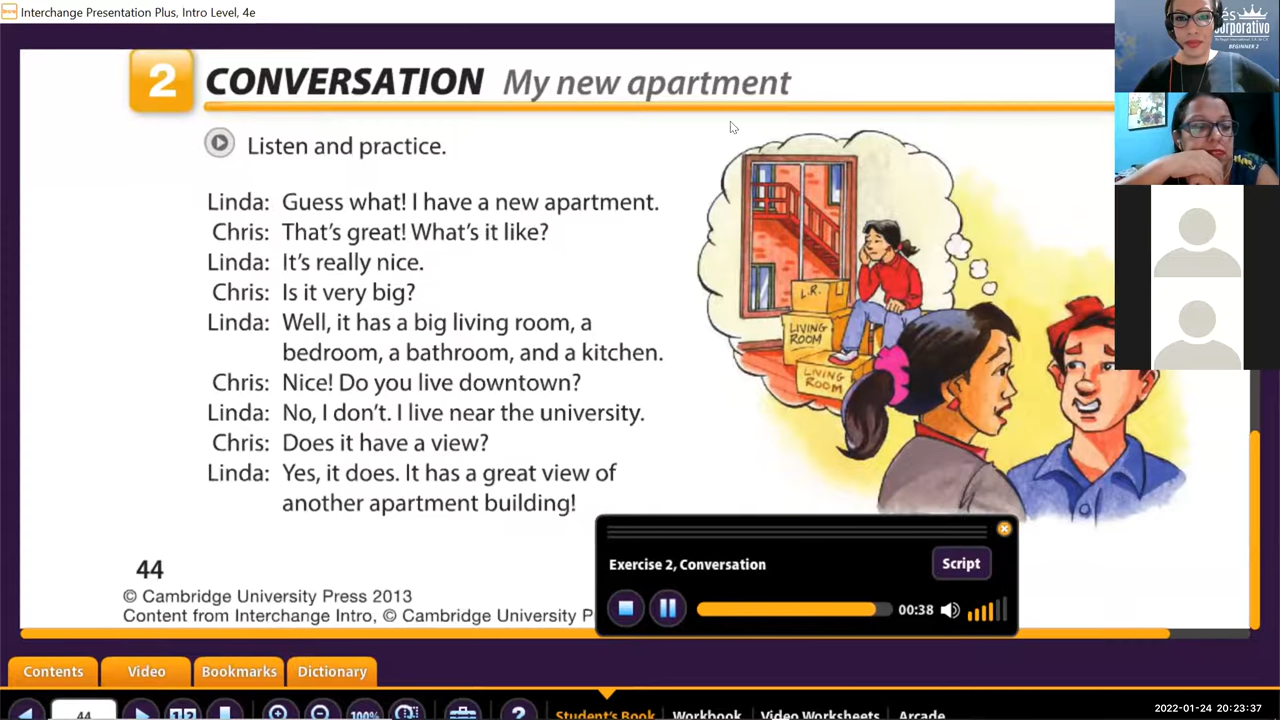 Interchange Presentation Plus, Intro Level, 4e
és
Corporativo
BEGINNER 2
2 CONVERSATION My new apartment
Listen and practice.
Linda: Guess what! I have a new apartment.
Chris: That's great! What's it like?
Linda: It's really nice.
Chris: Is it very big?
Linda: Well, it has a big living room, a
bedroom, a bathroom, and a kitchen.
Chris: Nice! Do you live downtown?
Linda: No, I don't. I live near the university.
Chris: Does it have a view?
Linda: Yes, it does. It has a great view of
another apartment building!
L.R.
LIVING
ROOM
LIVING
ROOM
Exercise 2, Conversation
Script
00:38
44
© Cambridge University Press 2013
Content from Interchange Intro, © Cambridge University P
Contents
Video
Bookmarks
Dictionary
44
100%
?
Student's Book
Workbook
Video Worksheets
Arcade
2022-01-24 20:23:37